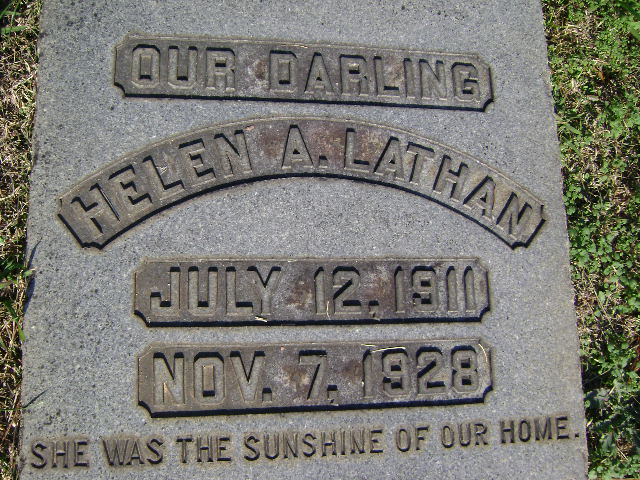 OUR DARLING
HELEN A. LATHAN
JULY 12, 1911
NOV. 7, 1928
SHE WAS THE SUNSHINE OF OUR HOME.